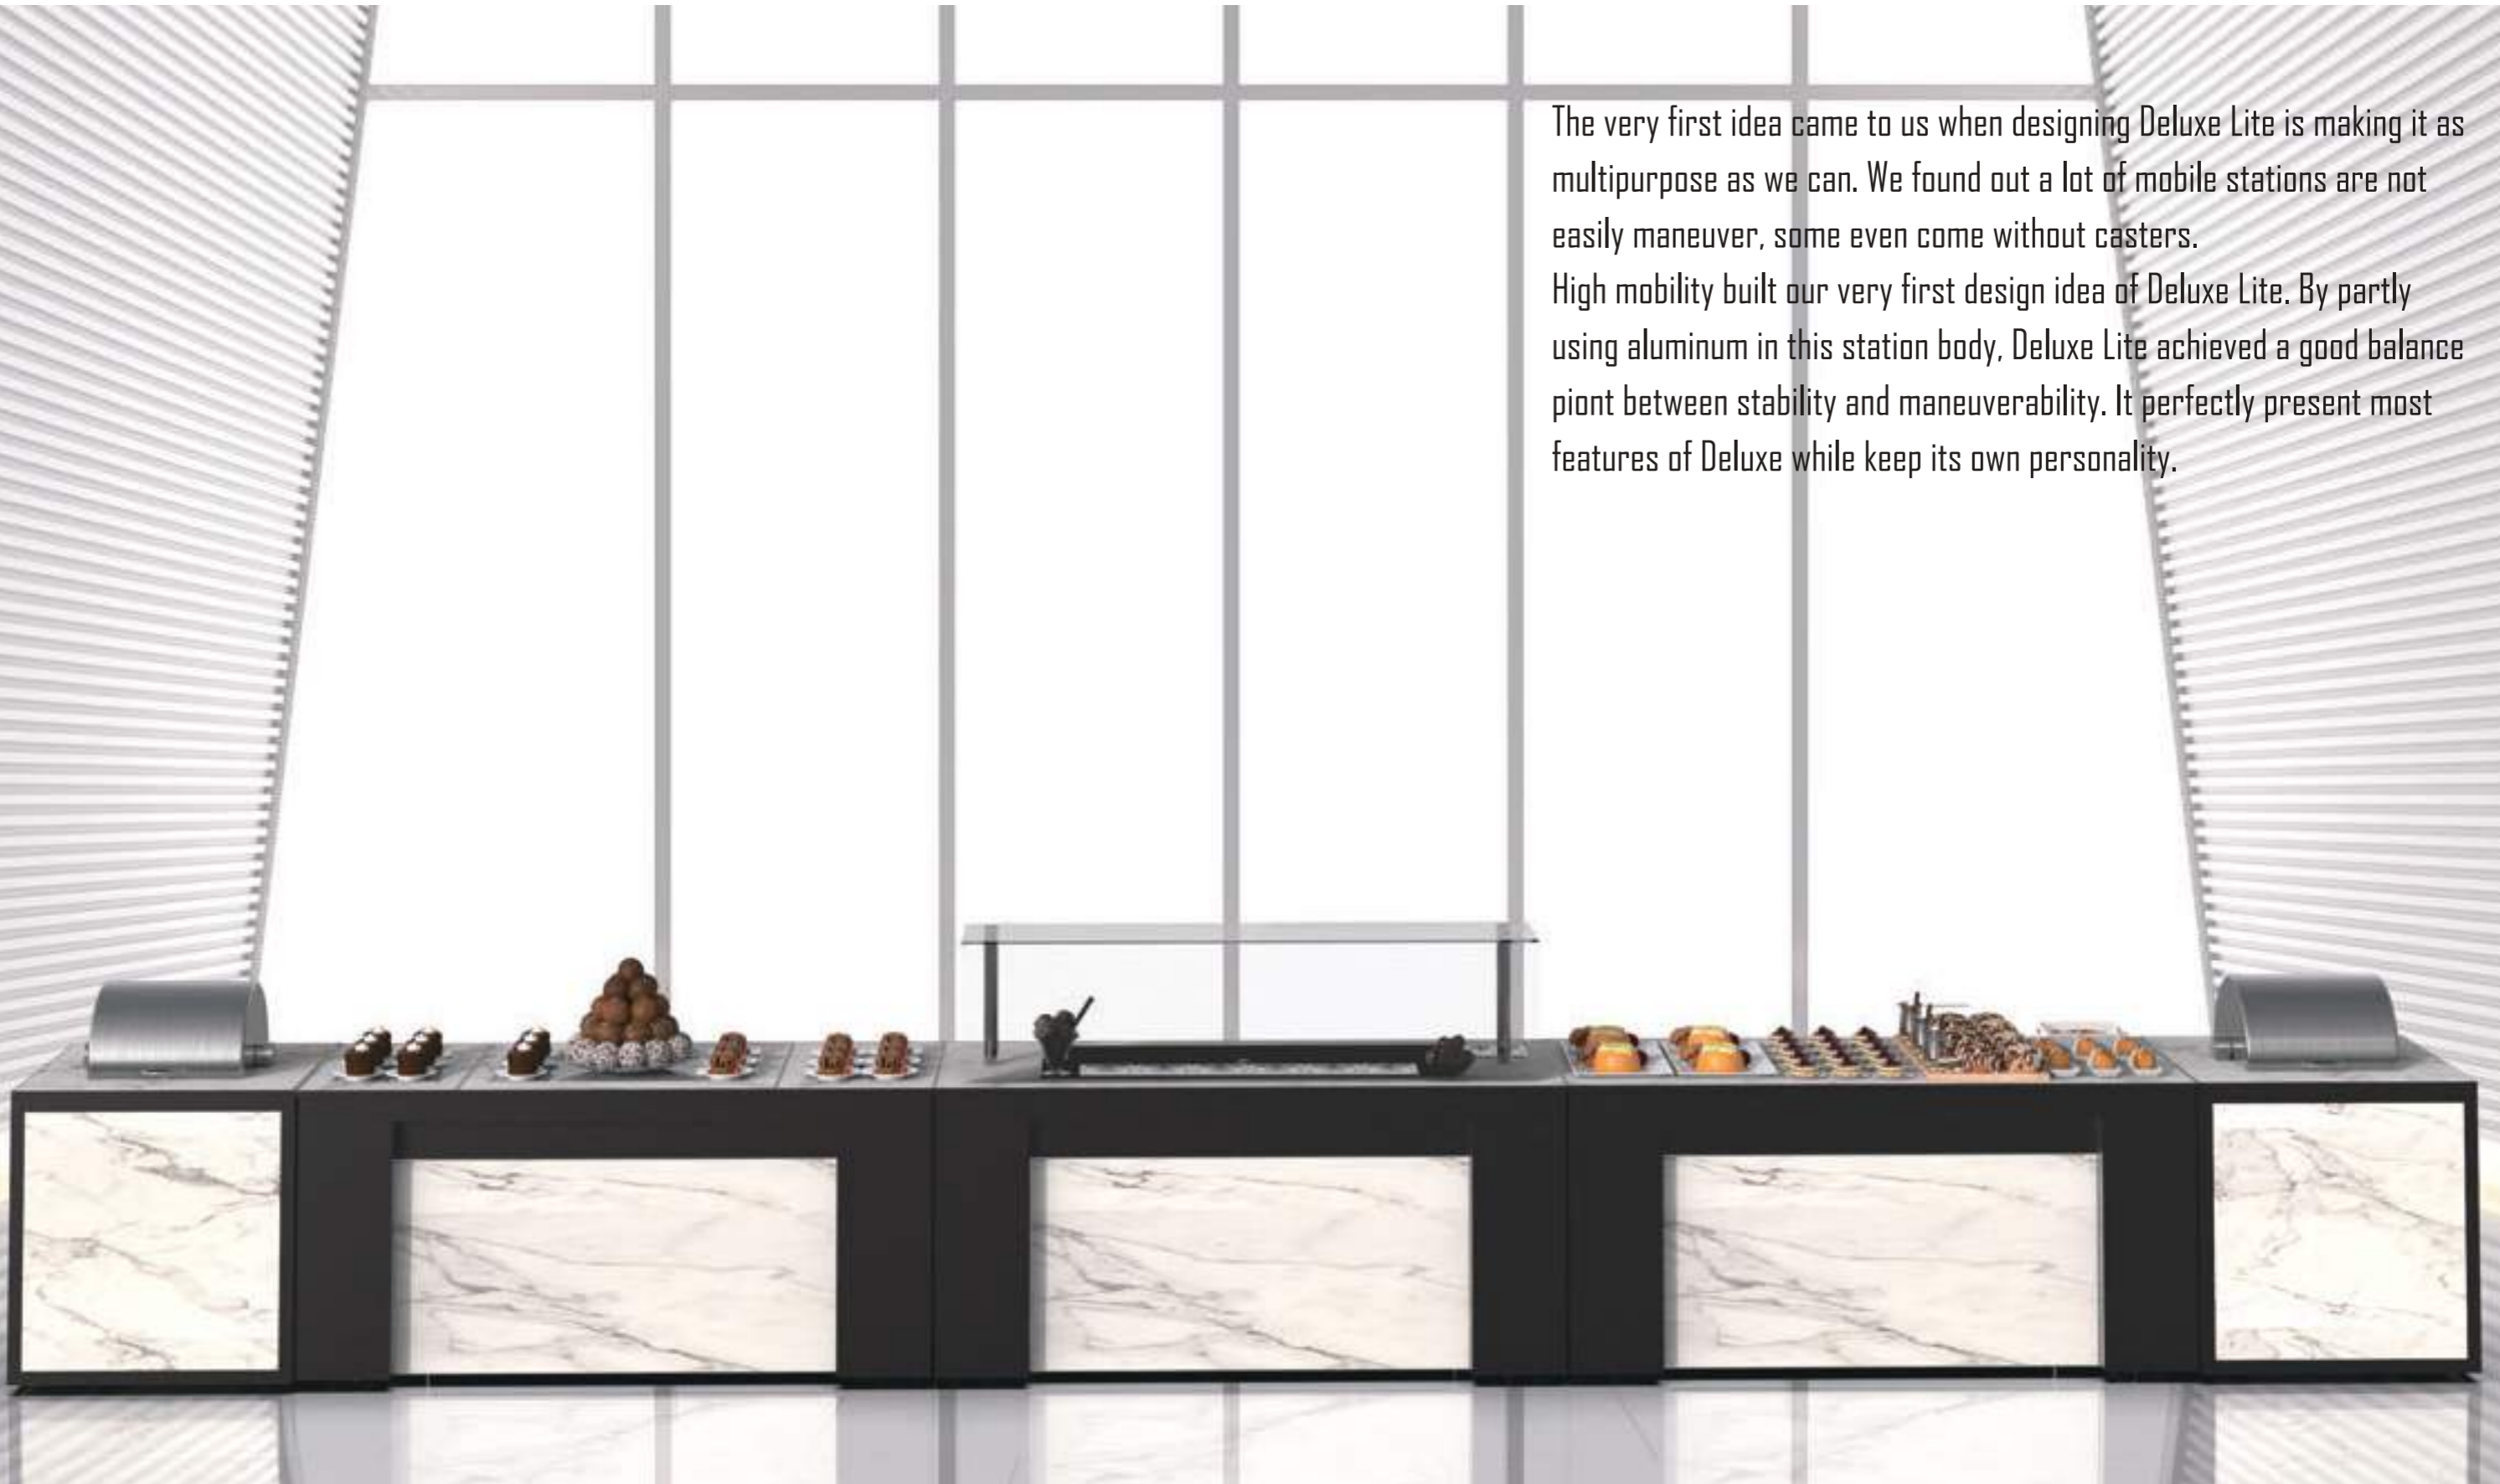 The very first idea came to us when designing Deluxe Lite is making it as
multipurpose as we can. We found out a lot of mobile stations are not
easily maneuver, some even come without casters.
High mobility built our very first design idea of Deluxe Lite. By partly
using aluminum in this station body, Deluxe Lite achieved a good balance
piont between stability and maneuverability. It perfectly present most
features of Deluxe while keep its own personality.